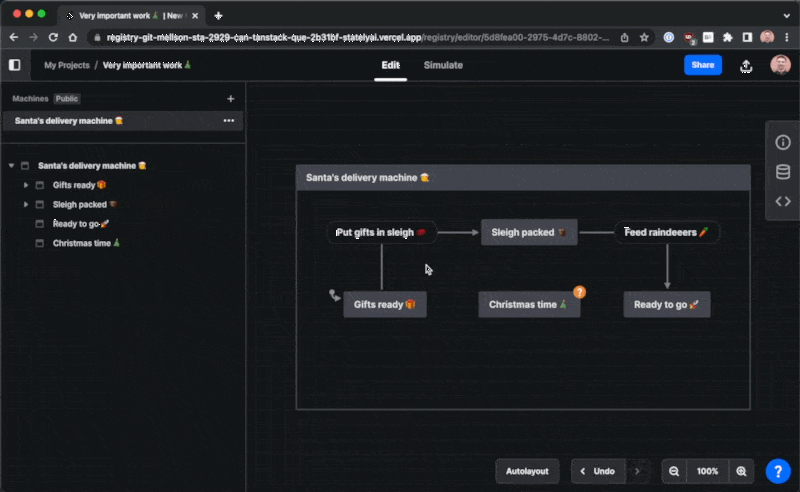 Very important work🎄 | New
registry-git-mellson-sta-2929-can-tanstack-que-2b31bf-statelyai.vercel.app/registry/editor/5d8fea00-2975-4d7c-8802-...
My Projects / Very important work🎄
Edit
Simulate
Share
Machines Public
Santa's delivery machine 🎅
Santa's delivery machine 🎅
Gifts ready 🎁
Sleigh packed
Ready to go 🚀
Christmas time 🎄
Santa's delivery machine 🎅
Put gifts in sleigh
Sleigh packed
Feed raindeeers 🥕
Gifts ready 🎁
Christmas time 🎄
?
Ready to go 🚀
Autolayout
Undo
100%
?